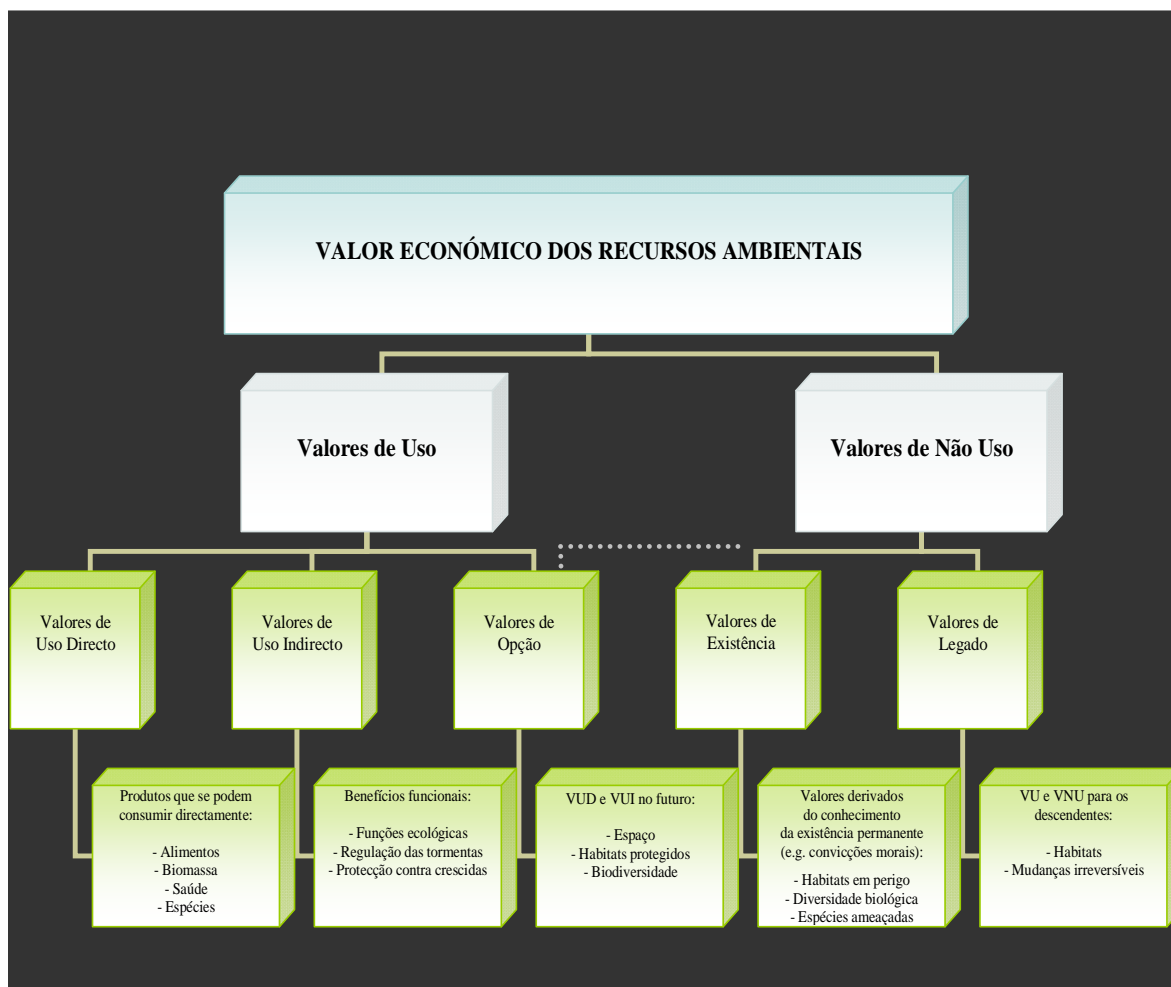 VALOR ECONÓMICO DOS RECURSOS AMBIENTAIS
Valores de Uso
Valores de Não Uso
Valores de
Uso Directo
Valores de
Uso Indirecto
Valores de
Opção
Valores de
Existência
Valores de
Legado
Produtos que se podem
consumir directamente:
- Alimentos
- Biomassa
- Saúde
- Espécies
Benefícios funcionais:
- Funções ecológicas
- Regulação das tormentas
- Protecção contra crescidas
VUD e VUI no futuro:
- Espaço
- Habitats protegidos
- Biodiversidade
Valores derivados
do conhecimento
da existência permanente
(e.g. convicções morais):
- Habitats em perigo
- Diversidade biológica
- Espécies ameaçadas
VU e VNU para os
descendentes:
- Habitats
- Mudanças irreversíveis